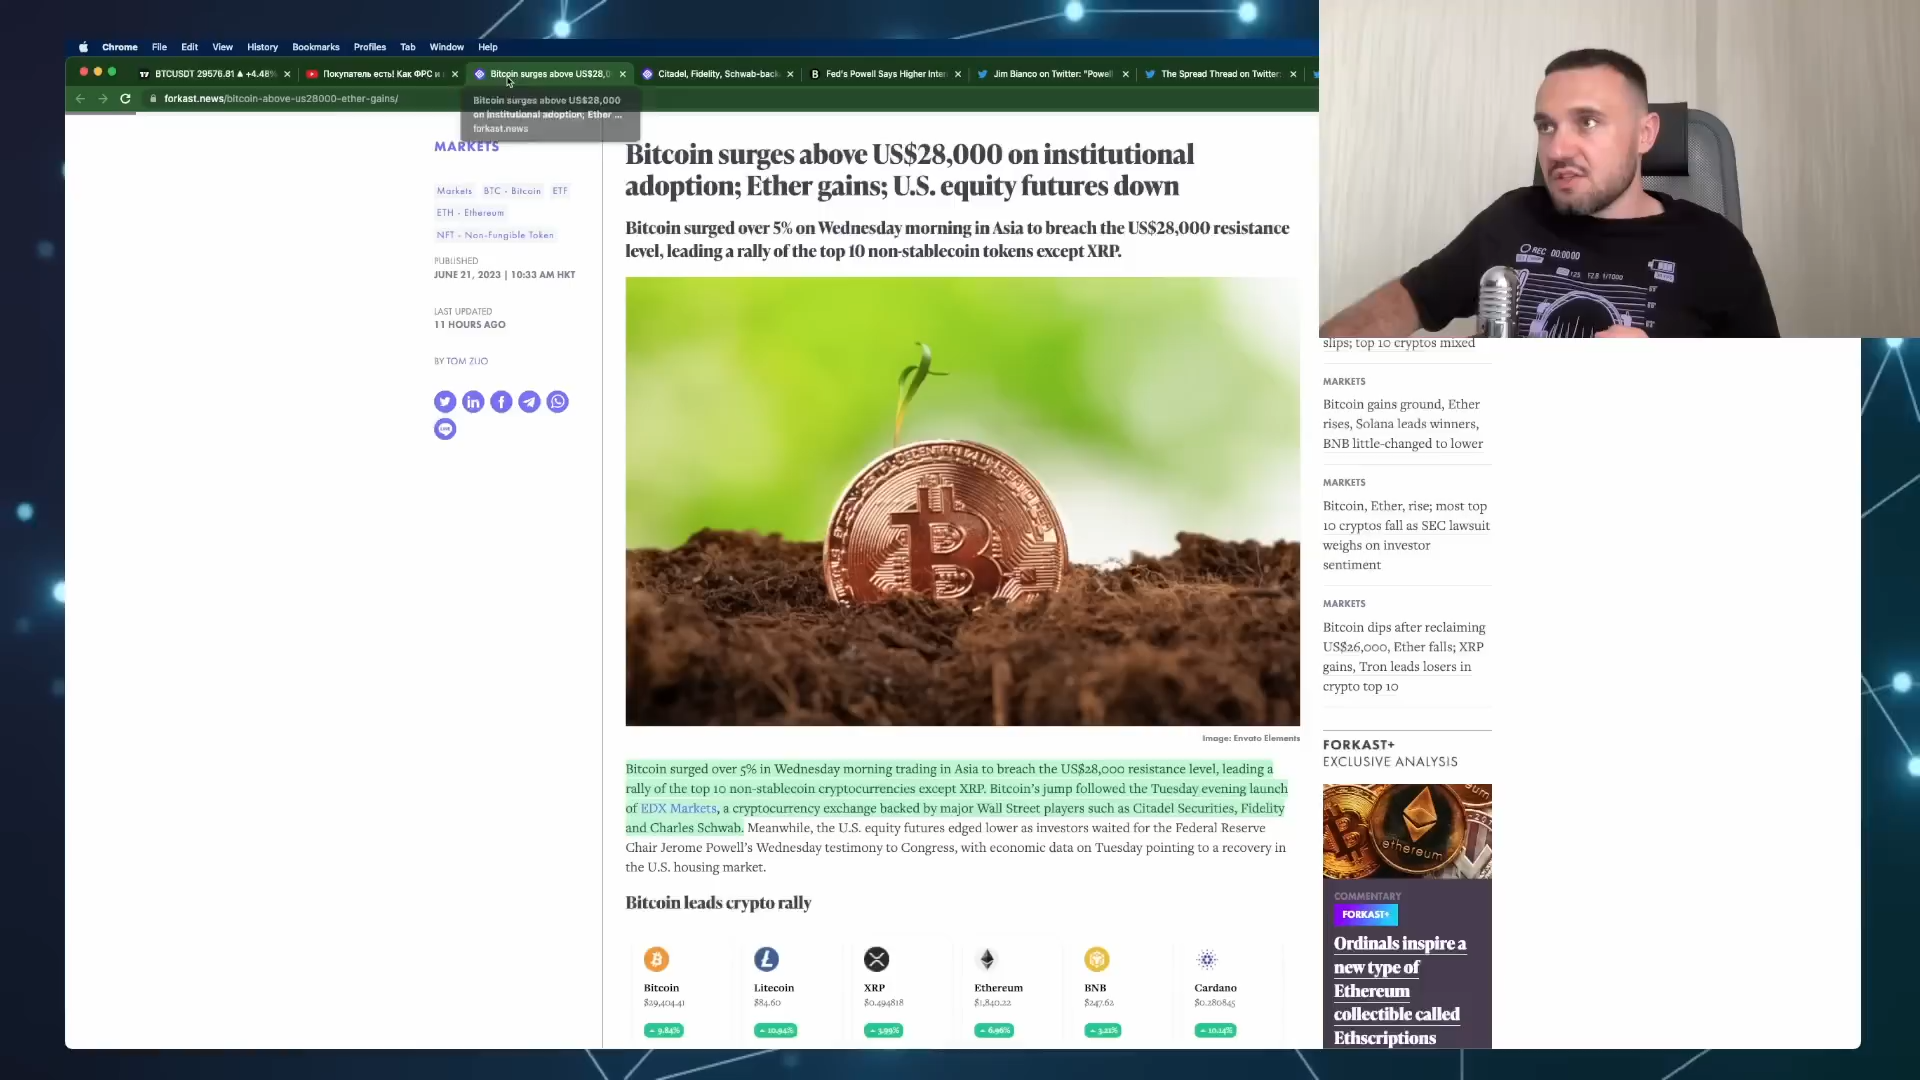 Chrome File Edit View History Bookmarks Profiles Tab Window Help
BTCUSDT 29576.81 ▲ +4.48%
Покупатель есть! Как ФРС и
Bitcoin surges above US$28,0
Citadel, Fidelity, Schwab-back
Fed's Powell Says Higher Inter
Jim Bianco on Twitter: "Powell
The Spread Thread on Twitter:
forkast.news/bitcoin-above-us28000-ether-gains/
Bitcoin surges above US$28,000
on institutional adoption; Ether ...
forkast.news
MARKETS
Markets BTC - Bitcoin ETF
ETH - Ethereum
NFT - Non-Fungible Token
PUBLISHED
JUNE 21, 2023 | 10:33 AM HKT
LAST UPDATED
11 HOURS AGO
BY TOM ZUO
LINE
Bitcoin surges above US$28,000 on institutional
adoption; Ether gains; U.S. equity futures down
Bitcoin surged over 5% on Wednesday morning in Asia to breach the US$28,000 resistance
level, leading a rally of the top 10 non-stablecoin tokens except XRP.
Image: Envato Elements
Bitcoin surged over 5% in Wednesday morning trading in Asia to breach the US$28,000 resistance level, leading a
rally of the top 10 non-stablecoin cryptocurrencies except XRP. Bitcoin's jump followed the Tuesday evening launch
of EDX Markets, a cryptocurrency exchange backed by major Wall Street players such as Citadel Securities, Fidelity
and Charles Schwab. Meanwhile, the U.S. equity futures edged lower as investors waited for the Federal Reserve
Chair Jerome Powell's Wednesday testimony to Congress, with economic data on Tuesday pointing to a recovery in
the U.S. housing market.
Bitcoin leads crypto rally
Bitcoin Litecoin XRP Ethereum BNB Cardano
$29,404.41 $84.60 $0.494818 $1,840.22 $247.62 $0.280845
9.84% 10.94% 3.99% 6.96% 3.21% 10.14%
REC 00:00:00
125 12.8 1/1000
slips; top 10 cryptos mixed
MARKETS
Bitcoin gains ground, Ether
rises, Solana leads winners,
BNB little-changed to lower
MARKETS
Bitcoin, Ether, rise; most top
10 cryptos fall as SEC lawsuit
weighs on investor
sentiment
MARKETS
Bitcoin dips after reclaiming
US$26,000, Ether falls; XRP
gains, Tron leads losers in
crypto top 10
FORKAST+
EXCLUSIVE ANALYSIS
ethereum
COMMENTARY
FORKAST+
Ordinals inspire a
new type of
Ethereum
collectible called
Ethscriptions